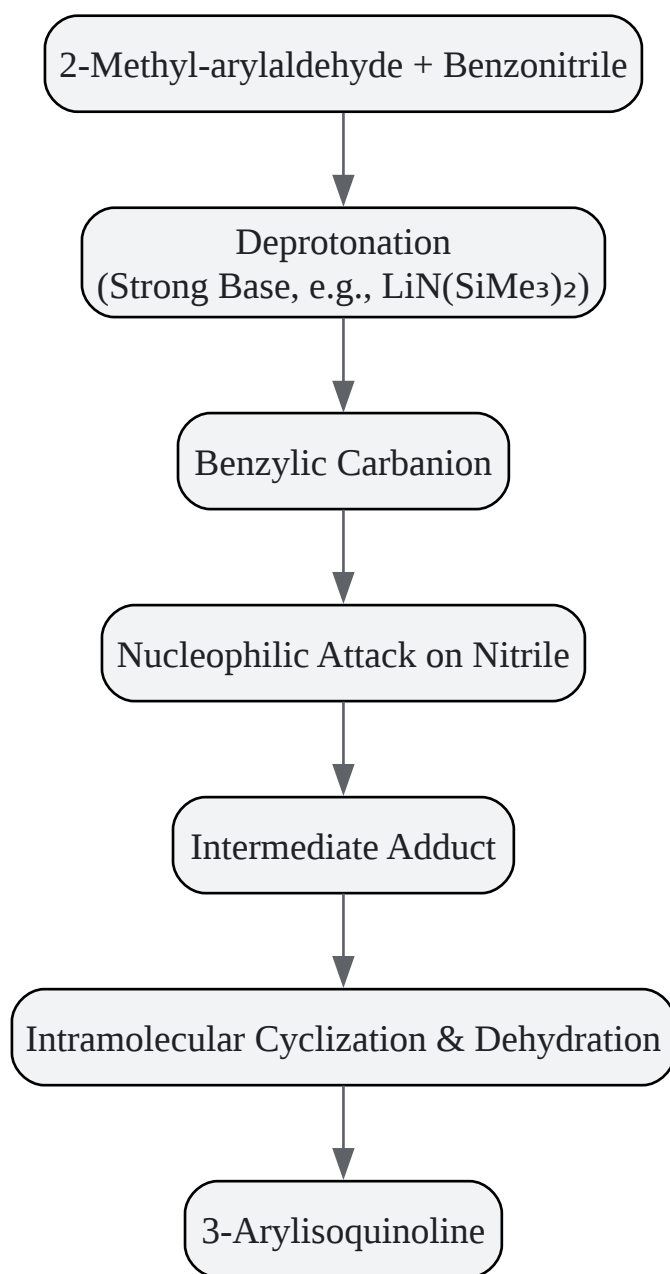 2-Methyl-arylaldehyde + Benzonitrile
Deprotonation
(Strong Base, e.g., LiN(SiMe₃)₂)
Benzylic Carbanion
Nucleophilic Attack on Nitrile
Intermediate Adduct
Intramolecular Cyclization & Dehydration
3-Arylisoquinoline